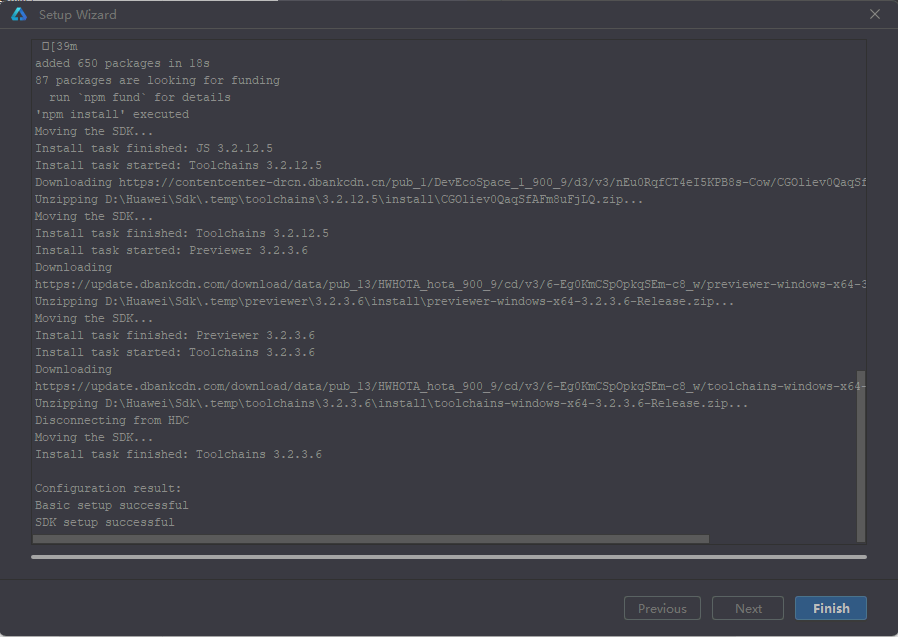 Setup Wizard
[39m
added 650 packages in 18s
87 packages are looking for funding
run `npm fund` for details
'npm install' executed
Moving the SDK...
Install task finished: JS 3.2.12.5
Install task started: Toolchains 3.2.12.5
Downloading https://contentcenter-drcn.dbankcdn.cn/pub_1/DevEcoSpace_1_900_9/d3/v3/nEu0RqfCT4eI5KPB8s-Cow/CGOliev0QaqSf
Unzipping D:\Huawei\Sdk\.temp\toolchains\3.2.12.5\install\CGOliev0QaqSfAFm8uFjLQ.zip...
Moving the SDK...
Install task finished: Toolchains 3.2.12.5
Install task started: Previewer 3.2.3.6
Downloading
https://update.dbankcdn.com/download/data/pub_13/HWHOTA_hota_900_9/cd/v3/6-Eg0KmCSpOpkqSEm-c8_w/previewer-windows-x64-3
Unzipping D:\Huawei\Sdk\.temp\previewer\3.2.3.6\install\previewer-windows-x64-3.2.3.6-Release.zip...
Moving the SDK...
Install task finished: Previewer 3.2.3.6
Install task started: Toolchains 3.2.3.6
Downloading
https://update.dbankcdn.com/download/data/pub_13/HWHOTA_hota_900_9/cd/v3/6-Eg0KmCSpOpkqSEm-c8_w/toolchains-windows-x64-
Unzipping D:\Huawei\Sdk\.temp\toolchains\3.2.3.6\install\toolchains-windows-x64-3.2.3.6-Release.zip...
Disconnecting from HDC
Moving the SDK...
Install task finished: Toolchains 3.2.3.6
Configuration result:
Basic setup successful
SDK setup successful
Previous Next Finish